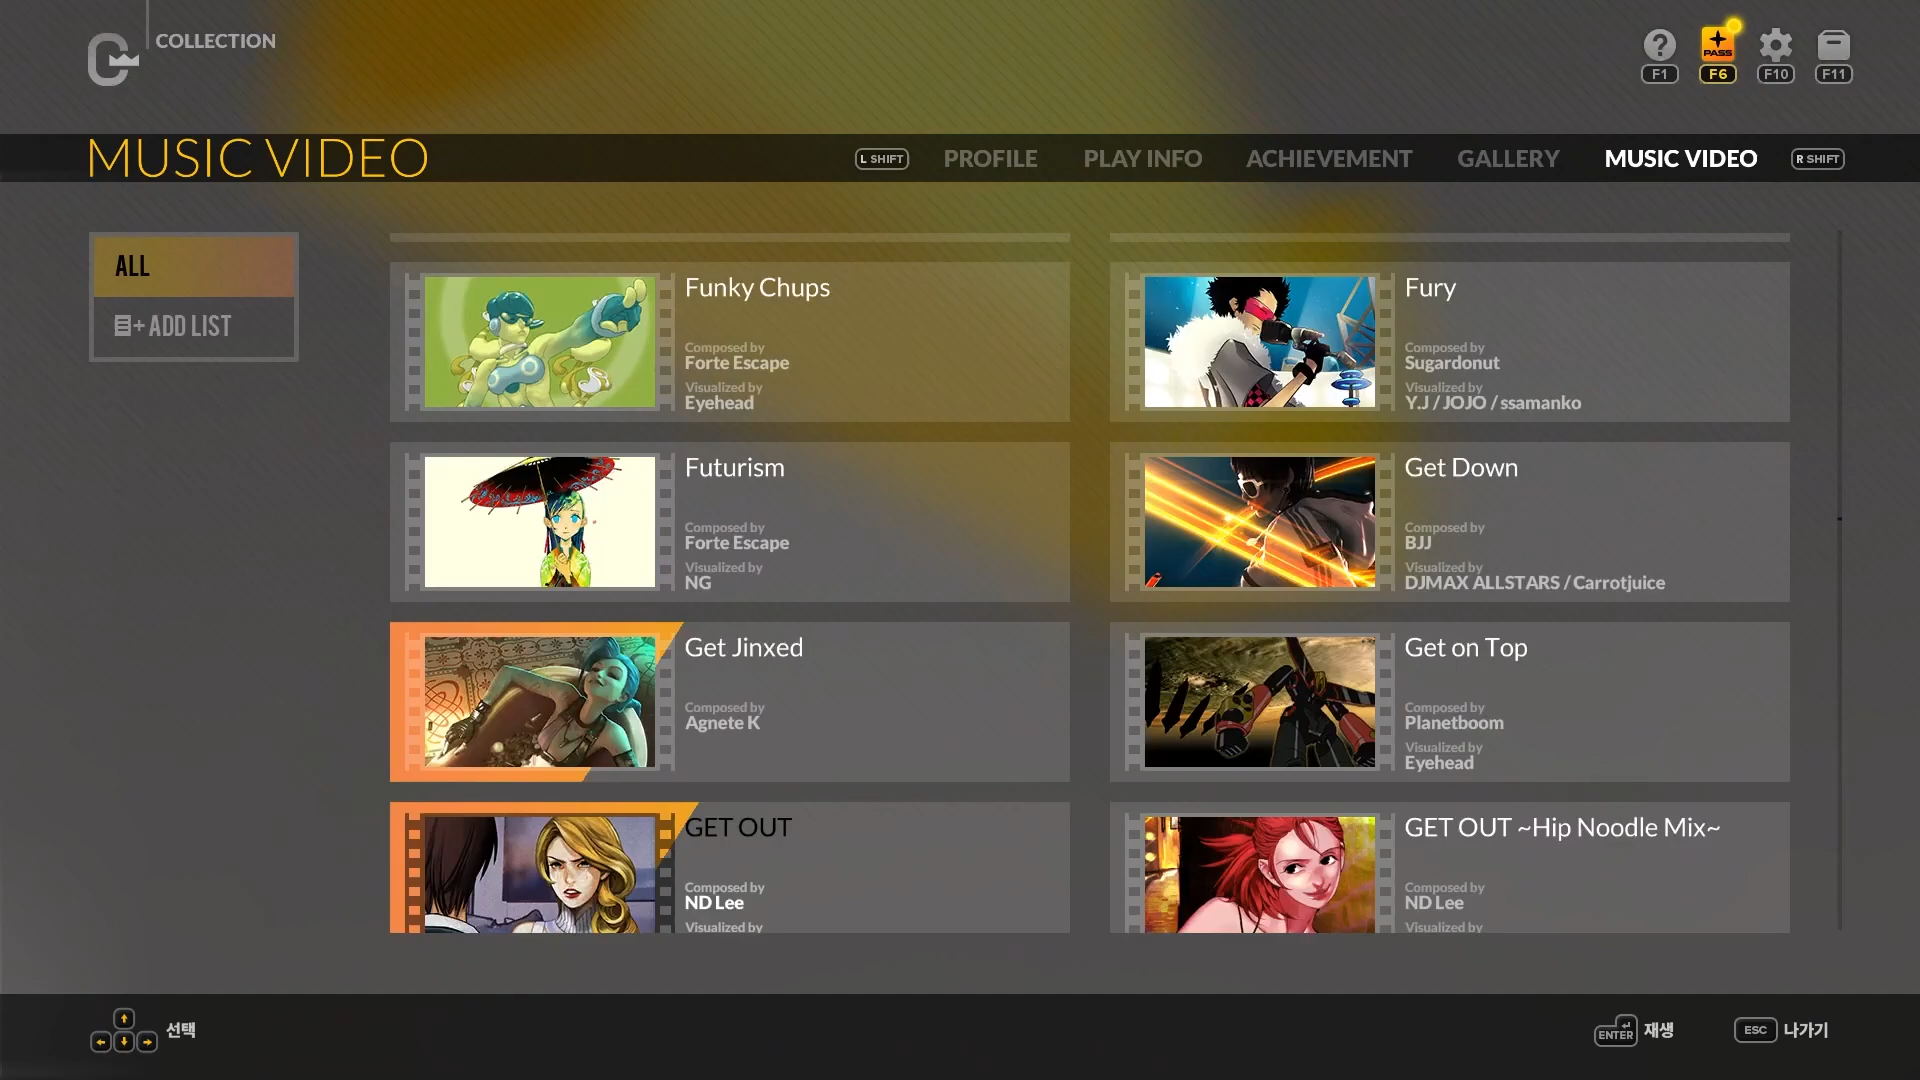 COLLECTION
F1
PASS
F6
F10
F11
MUSIC VIDEO
L SHIFT
PROFILE
PLAY INFO
ACHIEVEMENT
GALLERY
MUSIC VIDEO
R SHIFT
ALL
+ ADD LIST
Funky Chups
Composed by
Forte Escape
Visualized by
Eyehead
Fury
Composed by
Sugardonut
Visualized by
Y.J / JOJO / ssamanko
Futurism
Composed by
Forte Escape
Visualized by
NG
Get Down
Composed by
BJJ
Visualized by
DJMAX ALLSTARS / Carrotjuice
Get Jinxed
Composed by
Agnete K
Get on Top
Composed by
Planetboom
Visualized by
Eyehead
GET OUT
Composed by
ND Lee
Visualized by
GET OUT ~Hip Noodle Mix~
Composed by
ND Lee
Visualized by
선택
ENTER
재생
ESC
나가기